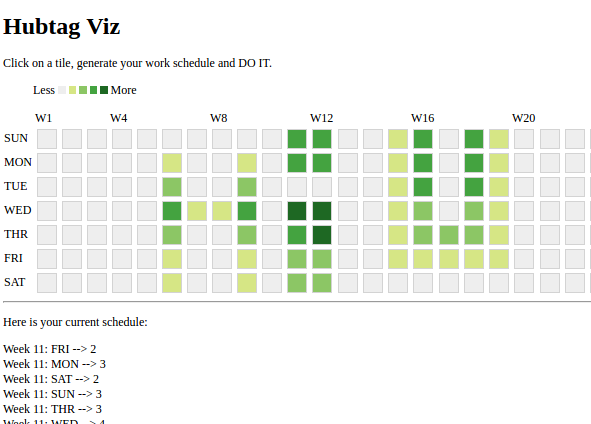 Hubtag Viz
Click on a tile, generate your work schedule and DO IT.
Less More
W1 W4 W8 W12 W16 W20
SUN
MON
TUE
WED
THR
FRI
SAT
Here is your current schedule:
Week 11: FRI --> 2
Week 11: MON --> 3
Week 11: SAT --> 2
Week 11: SUN --> 3
Week 11: THR --> 3
Week 11: WED --> 4